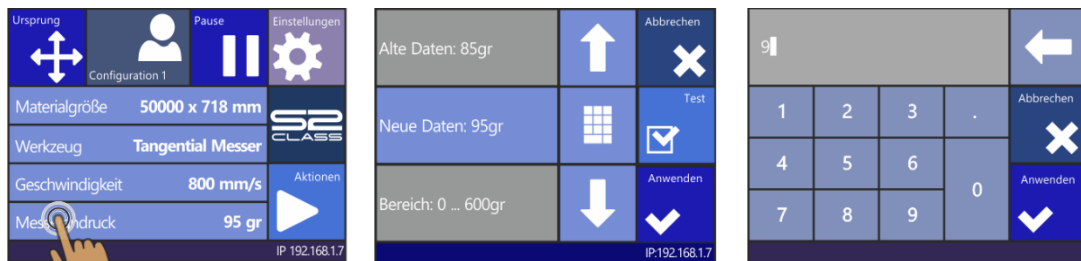 Ursprung
Configuration 1
Pause
Einstellungen
Materialgröße 50000 x 718 mm
S2
CLASS
Werkzeug Tangential Messer
Geschwindigkeit 800 mm/s
Aktionen
95 gr
IP 192.168.1.7
Alte Daten: 85gr
Abbrechen
Neue Daten: 95gr
Test
Bereich: 0 ... 600gr
Anwenden
IP:192.168.1.7
9
1 2 3 .
Abbrechen
4 5 6
0
Anwenden
7 8 9